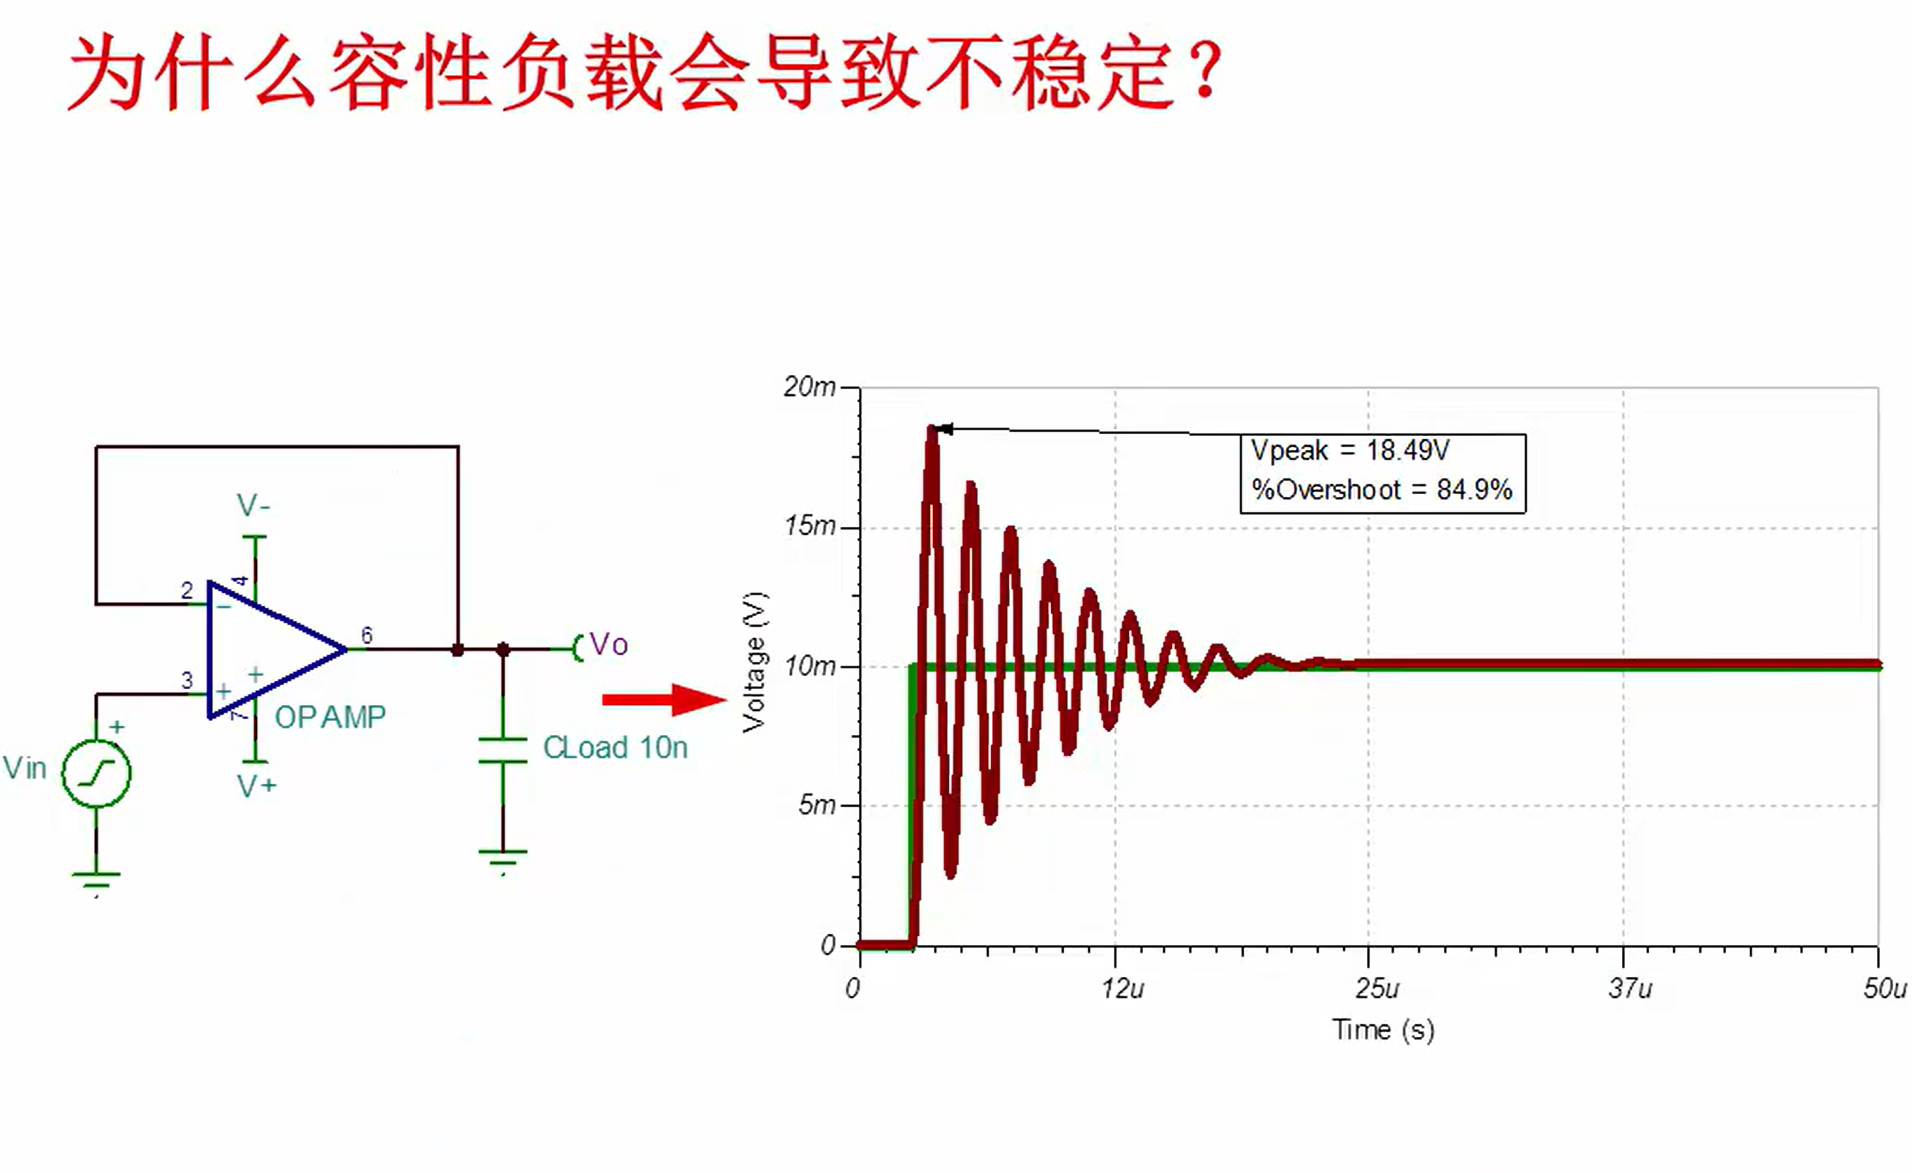 为什么容性负载会导致不稳定？
V-
4
2
-
6
Vo
3
+
+
7
OPAMP
+
Vin
V+
CLoad 10n
20m
15m
10m
5m
0
Voltage (V)
Vpeak = 18.49V
%Overshoot = 84.9%
0
12u
25u
37u
50u
Time (s)